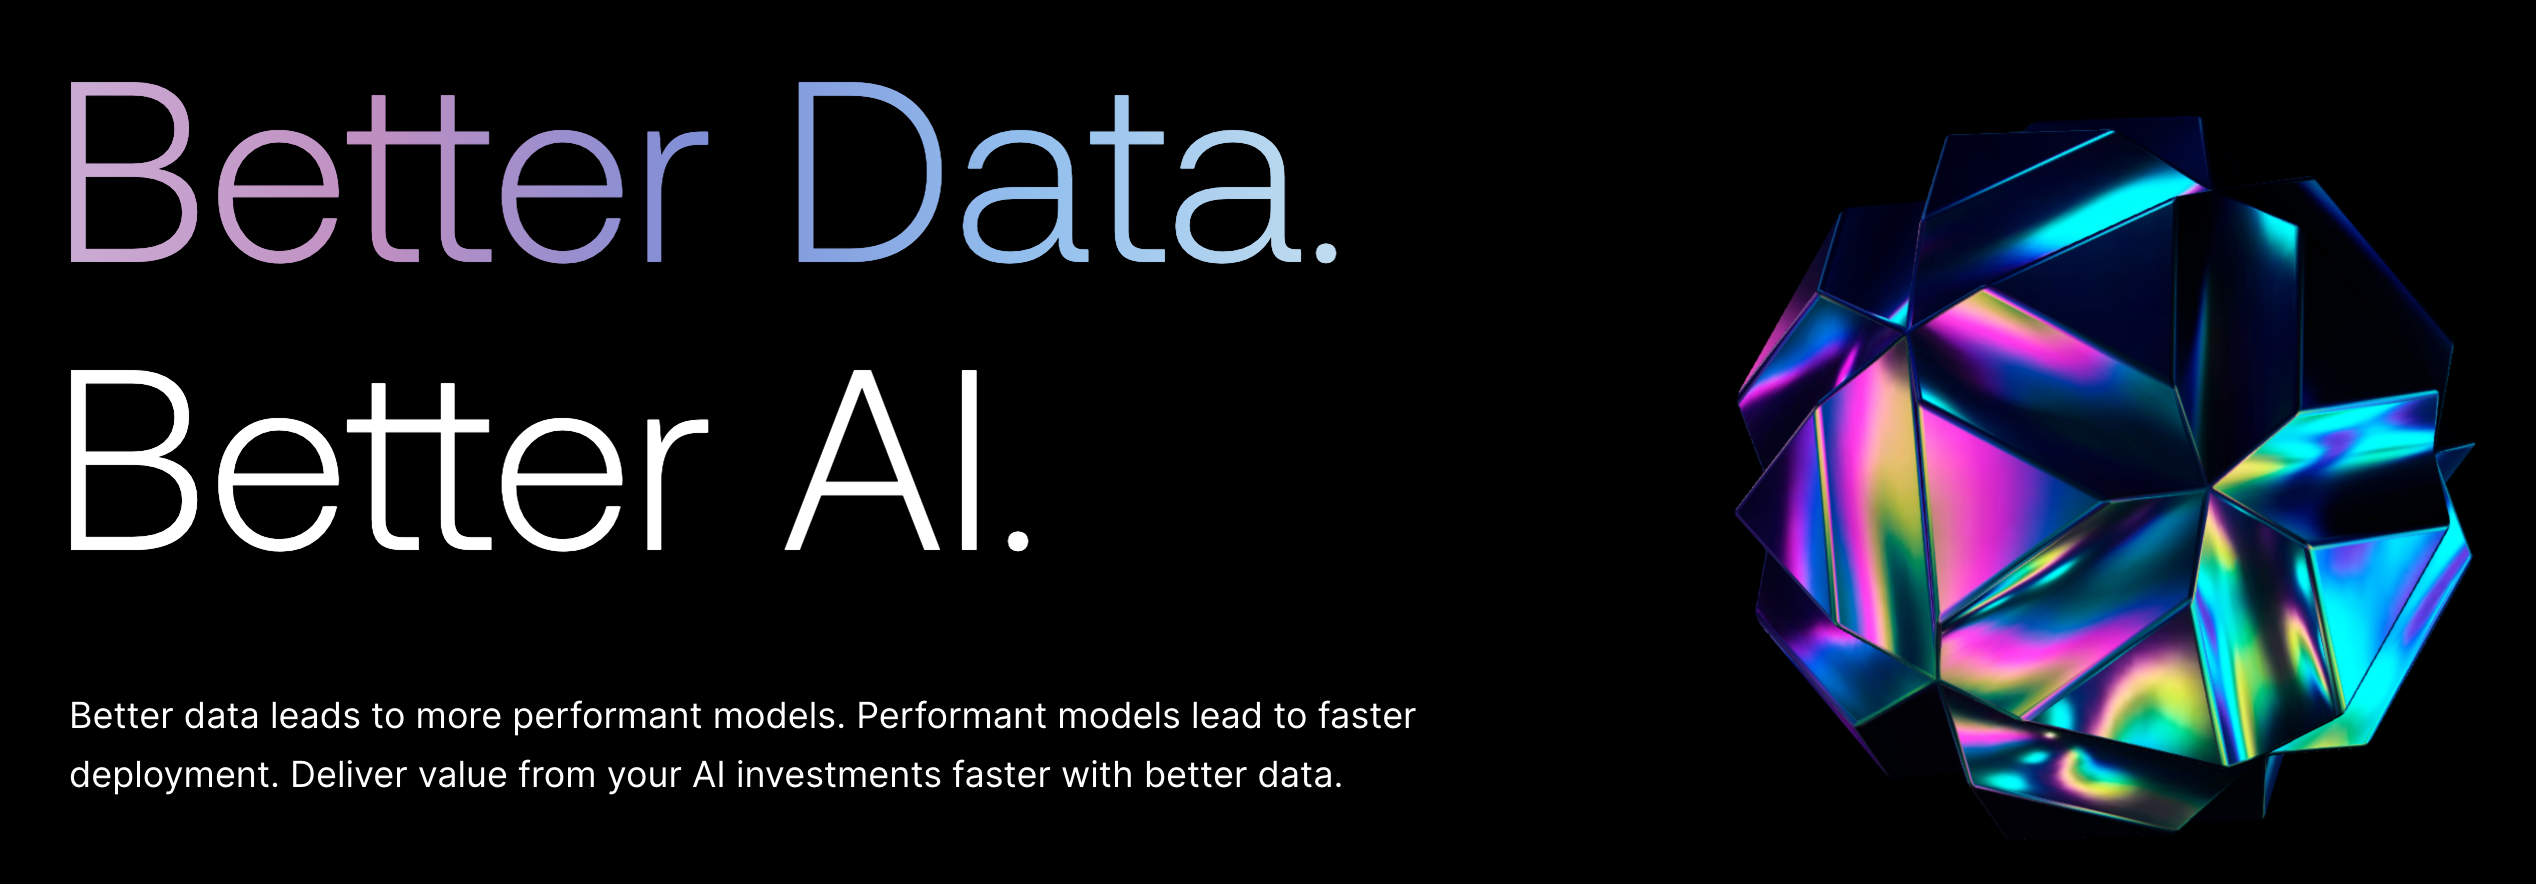 Better Data.
Better AI.
Better data leads to more performant models. Performant models lead to faster
deployment. Deliver value from your AI investments faster with better data.